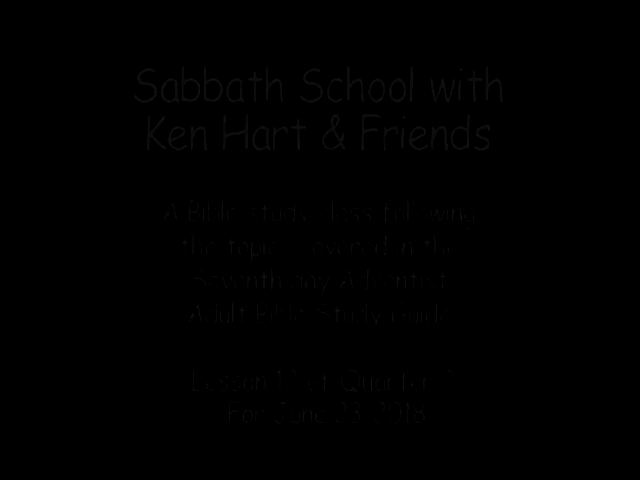 Sabbath School with
Ken Hart & Friends
A Bible study class following
the topics covered in the
Seventh-day Adventist
Adult Bible Study Guide
Lesson of Quarter
For June 23 2018